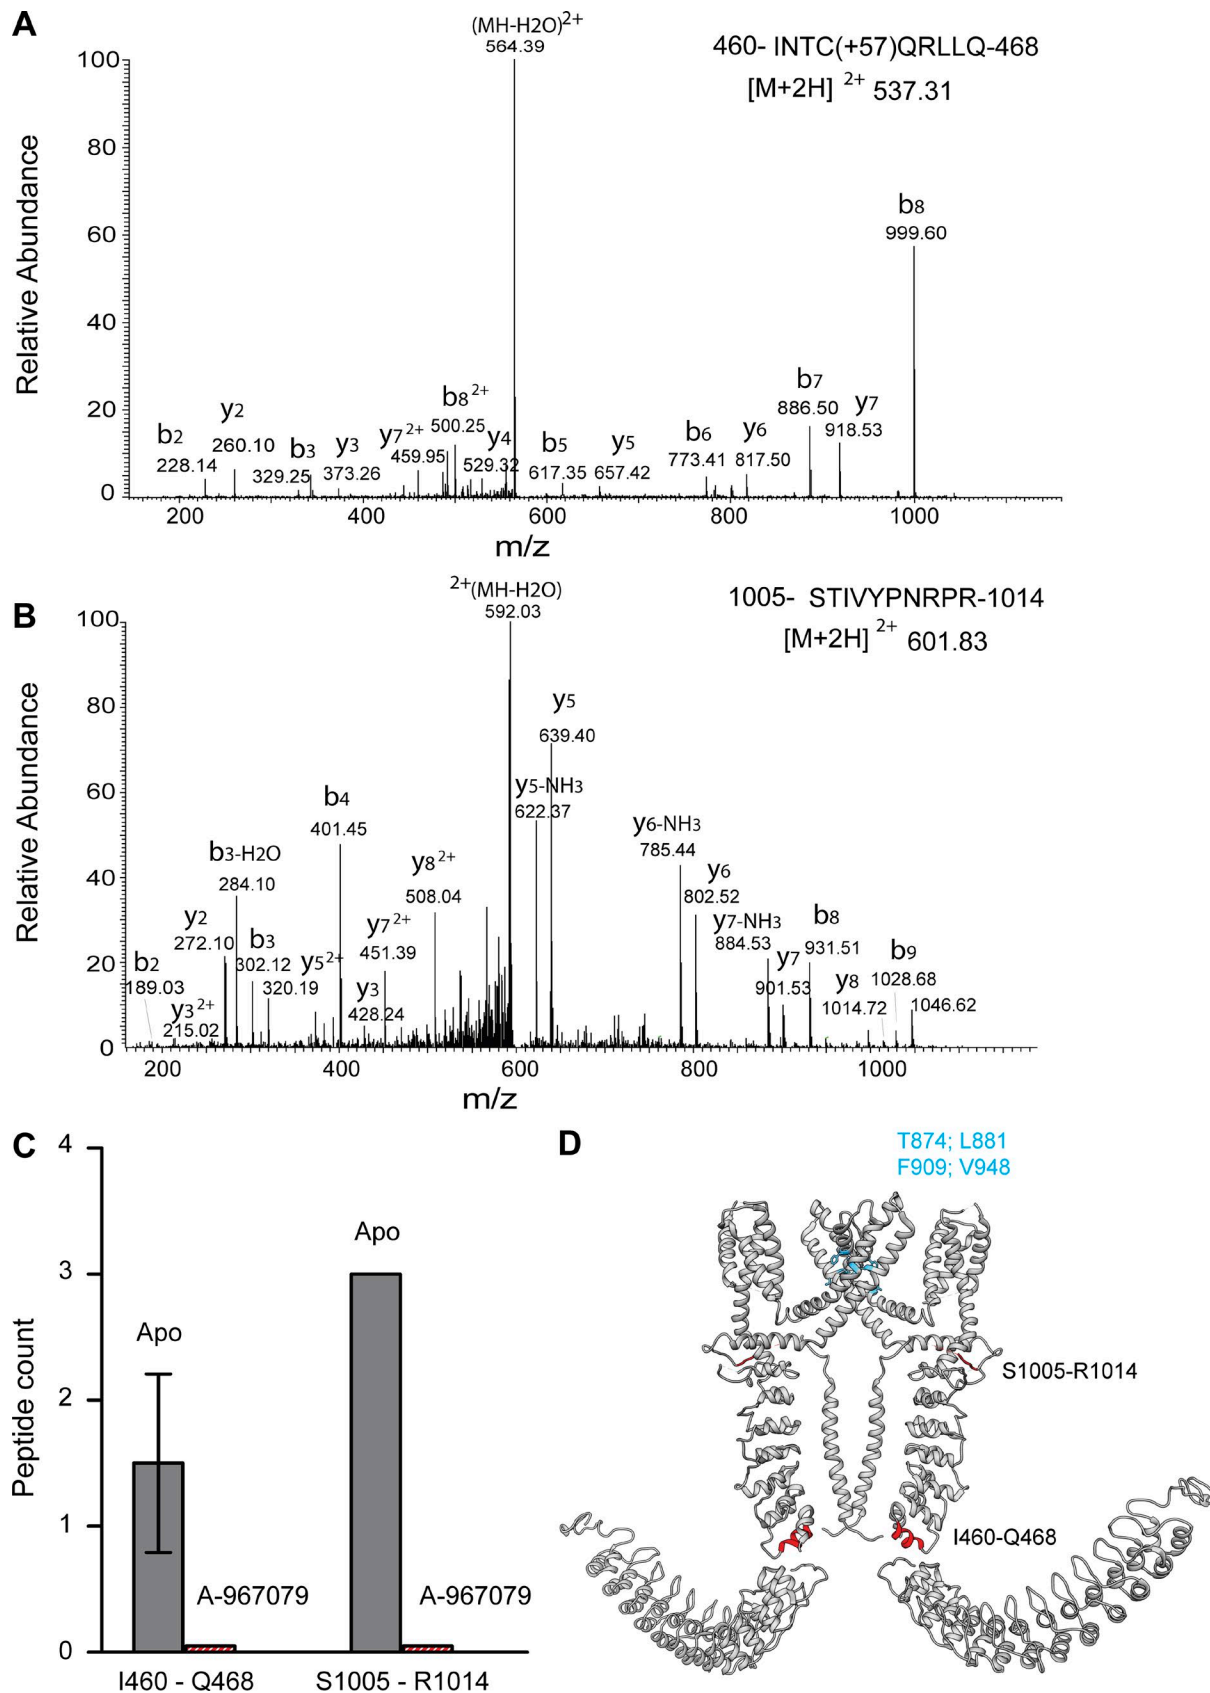 A
(MH-H2O)2+
564.39
460- INTC(+57)QRLLQ-468
[M+2H] 2+ 537.31
Relative Abundance
100
80
60
40
20
0
b8
999.60
b7
886.50
y7
918.53
b8 2+
500.25
y2
260.10
b2
228.14
b3
329.25
y3
373.26
y7 2+
459.95
y4
529.32
b5
617.35
y5
657.42
b6
773.41
y6
817.50
200
400
600
800
1000
m/z
B
2+(MH-H2O)
592.03
1005- STIVYPNRPR-1014
[M+2H] 2+ 601.83
Relative Abundance
100
80
60
40
20
0
y5
639.40
y5-NH3
622.37
b4
401.45
b3-H2O
284.10
y8 2+
508.04
y6-NH3
785.44
y6
802.52
y2
272.10
b3
302.12
320.19
b2
189.03
y3 2+
215.02
y5 2+
y7 2+
451.39
y3
428.24
y7-NH3
884.53
y7
901.53
b8
931.51
y8
1014.72
b9
1028.68
1046.62
200
400
600
800
1000
m/z
C
4
3
2
1
0
Peptide count
Apo
A-967079
Apo
A-967079
I460 - Q468
S1005 - R1014
D
T874; L881
F909; V948
S1005-R1014
I460-Q468